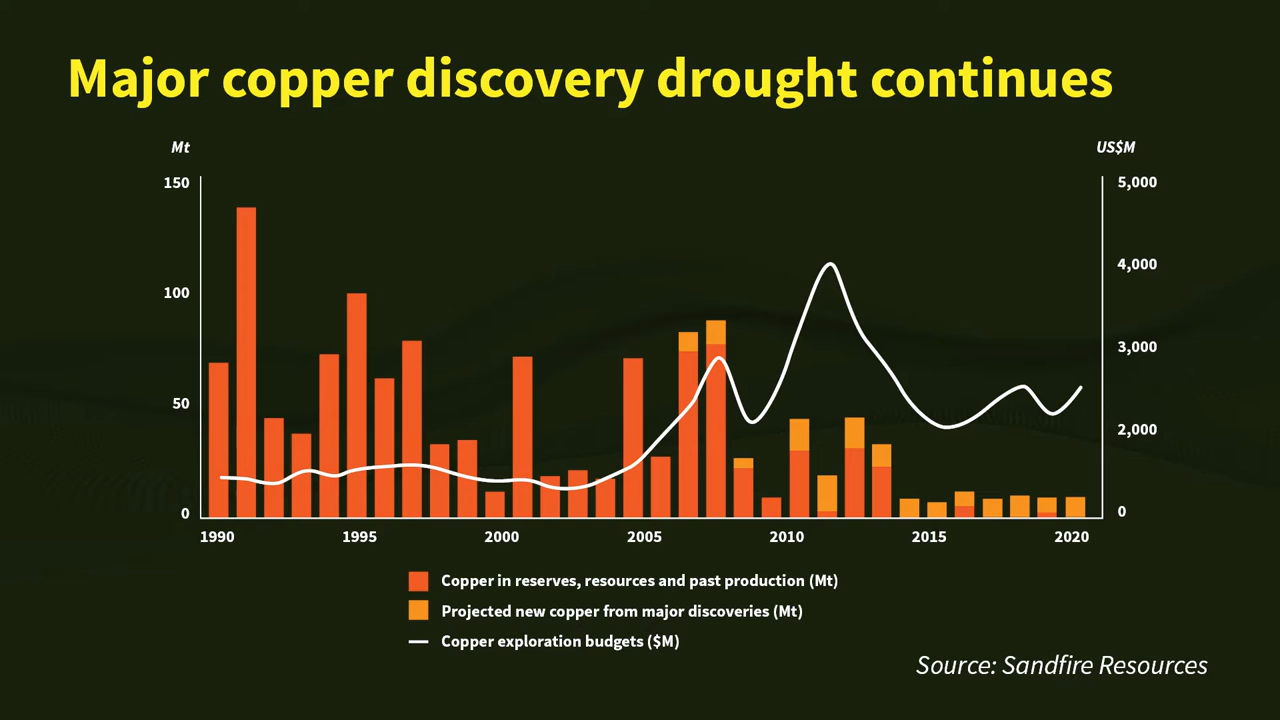 Major copper discovery drought continues
Mt
US$M
150
5,000
4,000
100
3,000
50
2,000
0
0
1990 1995 2000 2005 2010 2015 2020
Copper in reserves, resources and past production (Mt)
Projected new copper from major discoveries (Mt)
Copper exploration budgets ($M)
Source: Sandfire Resources